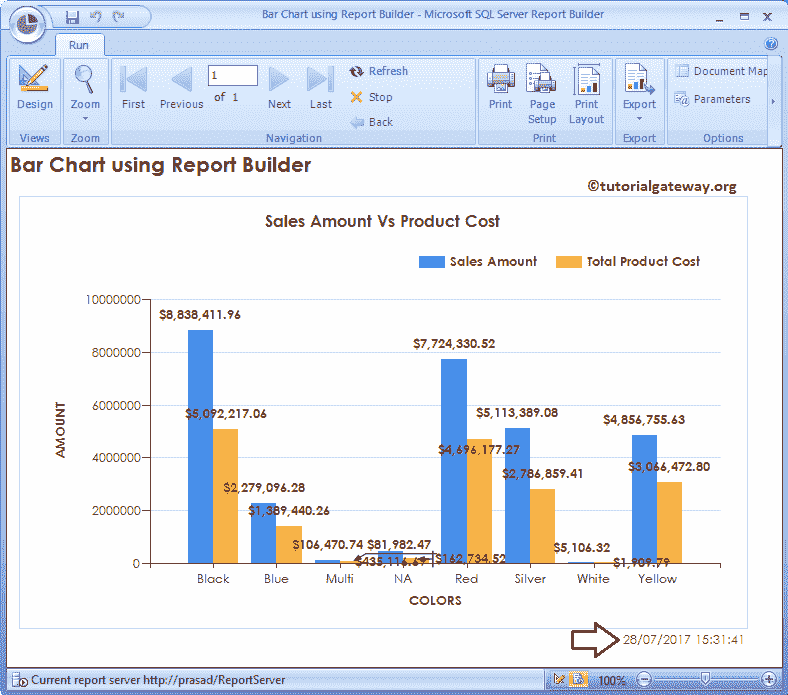 Bar Chart using Report Builder - Microsoft SQL Server Report Builder
Run
Design
Zoom
First
Previous
1
of 1
Next
Last
Refresh
Stop
Back
Print
Page Setup
Print Layout
Export
Document Map
Parameters
Views
Zoom
Navigation
Print
Export
Options
Bar Chart using Report Builder
©tutorialgateway.org
Sales Amount Vs Product Cost
Sales Amount
Total Product Cost
AMOUNT
10000000
8000000
6000000
4000000
2000000
0
$8,838,411.96
$5,092,217.06
$2,279,096.28
$1,389,440.26
$106,470.74
$81,982.47
$435,116.69
$162,734.52
$7,724,330.52
$4,696,177.27
$5,113,389.08
$2,786,859.41
$5,106.32
$1,909.79
$4,856,755.63
$3,066,472.80
Black
Blue
Multi
NA
Red
Silver
White
Yellow
COLORS
28/07/2017 15:31:41
Current report server http://prasad/ReportServer
100%